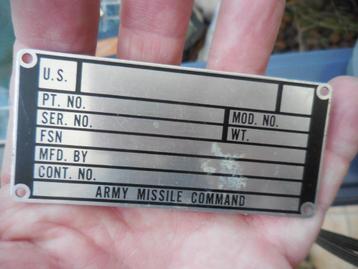 U.S.
PT. NO.
SER. NO. MOD. NO.
FSN WT.
MFD. BY
CONT. NO.
ARMY MISSILE COMMAND